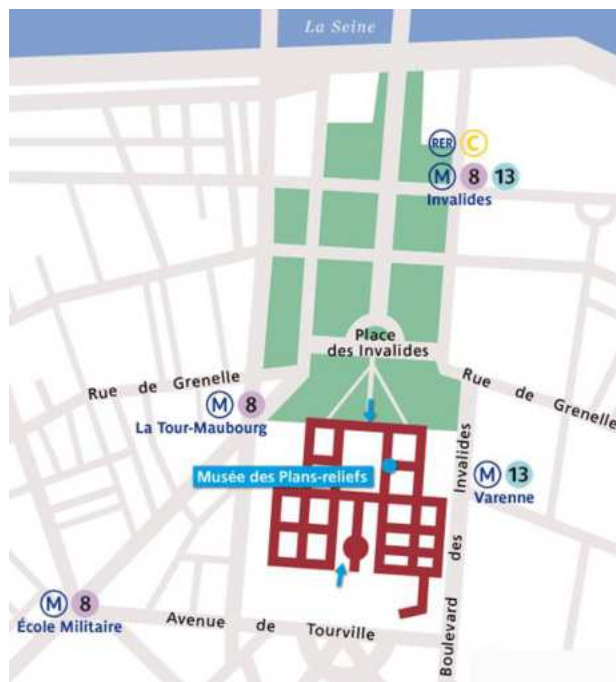 La Seine
RER C
M 8 13
Invalides
Place
des Invalides
Rue de Grenelle
Rue de Grenelle
M 8
La Tour-Maubourg
Musée des Plans-reliefs
M 13
Varenne
Boulevard des Invalides
M 8
École Militaire
Avenue de Tourville